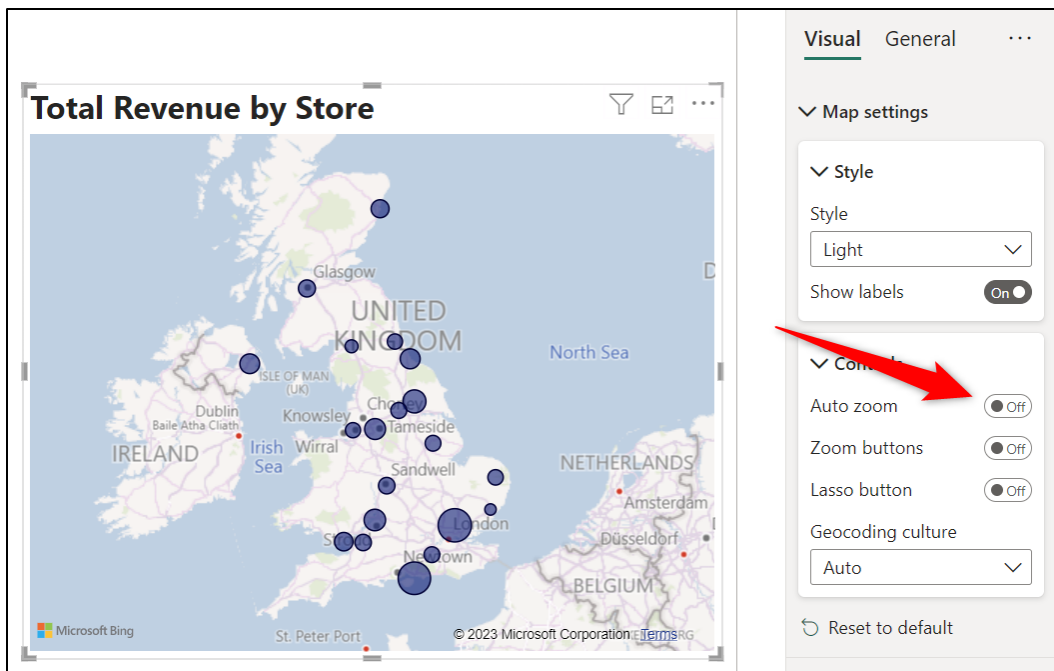 Total Revenue by Store
Glasgow
UNITED
KINGDOM
North Sea
ISLE OF MAN
(UK)
Dublin
Baile Atha Cliath
Knowsley
Tameside
IRELAND
Irish
Sea
Wirral
Sandwell
NETHERLANDS
Amsterdam
London
Düsseldorf
Newtown
BELGIUM
St. Peter Port
Microsoft Bing
© 2023 Microsoft Corporation
Terms
Visual General
Map settings
Style
Style
Light
Show labels On
Auto zoom Off
Zoom buttons Off
Lasso button Off
Geocoding culture
Auto
Reset to default